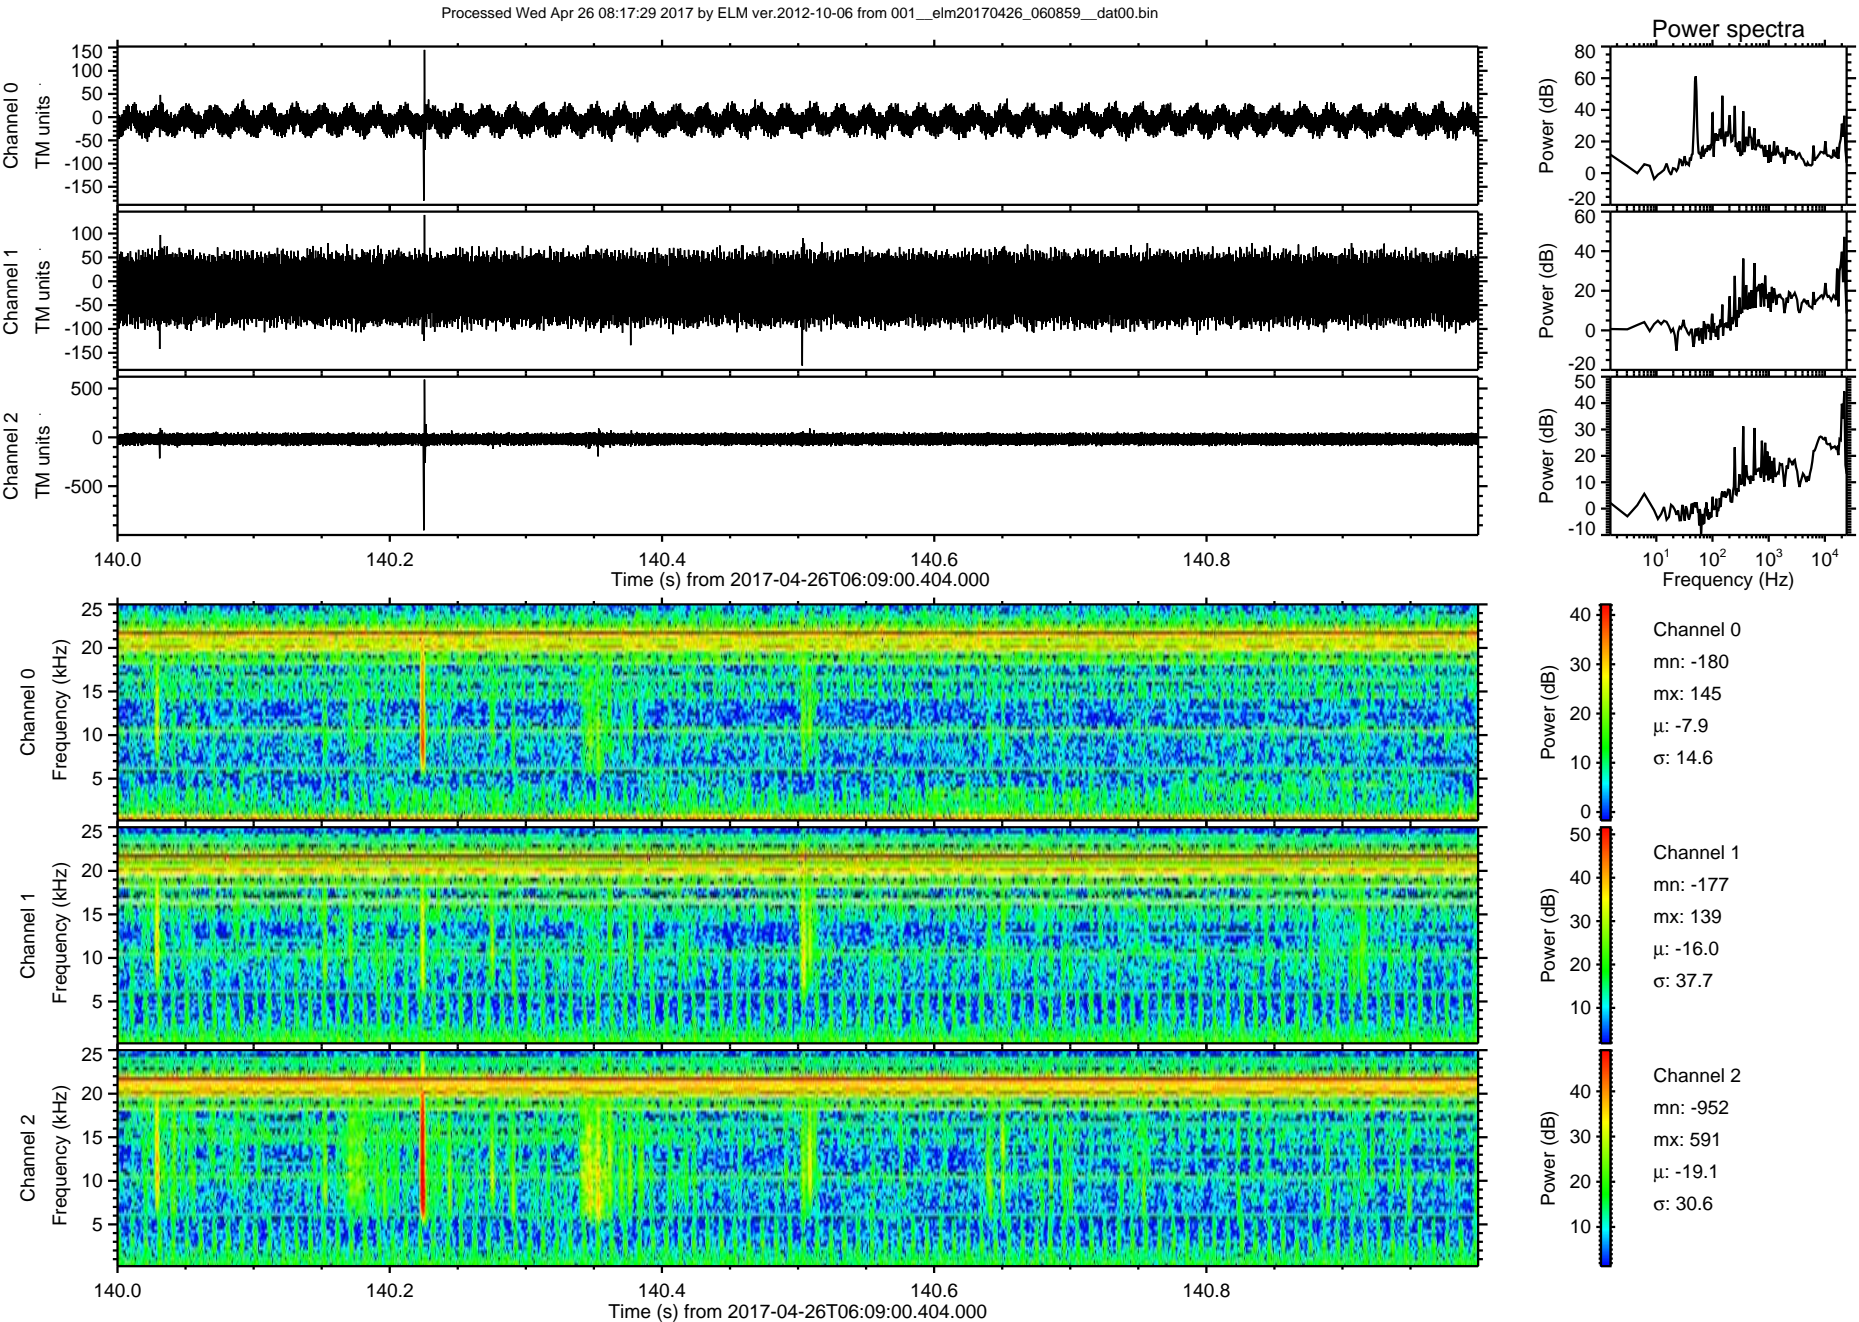 Processed Wed Apr 26 08:17:29 2017 by ELM ver.2012-10-06 from 001__elm20170426_060859__dat00.bin
Power spectra
Channel 0
TM units
150
100
50
0
-50
-100
-150
Power (dB)
80
60
40
20
0
-20
Channel 1
TM units
100
50
0
-50
-100
-150
Power (dB)
60
40
20
0
-20
Channel 2
TM units
500
0
-500
Power (dB)
50
40
30
20
10
0
-10
140.0 140.2 140.4 140.6 140.8
Time (s) from 2017-04-26T06:09:00.404.000
10^1 10^2 10^3 10^4
Frequency (Hz)
Channel 0
Frequency (kHz)
25
20
15
10
5
Power (dB)
40
30
20
10
0
Channel 0
mn: -180
mx: 145
μ: -7.9
σ: 14.6
Channel 1
Frequency (kHz)
25
20
15
10
5
Power (dB)
50
40
30
20
10
Channel 1
mn: -177
mx: 139
μ: -16.0
σ: 37.7
Channel 2
Frequency (kHz)
25
20
15
10
5
Power (dB)
40
30
20
10
Channel 2
mn: -952
mx: 591
μ: -19.1
σ: 30.6
140.0 140.2 140.4 140.6 140.8
Time (s) from 2017-04-26T06:09:00.404.000